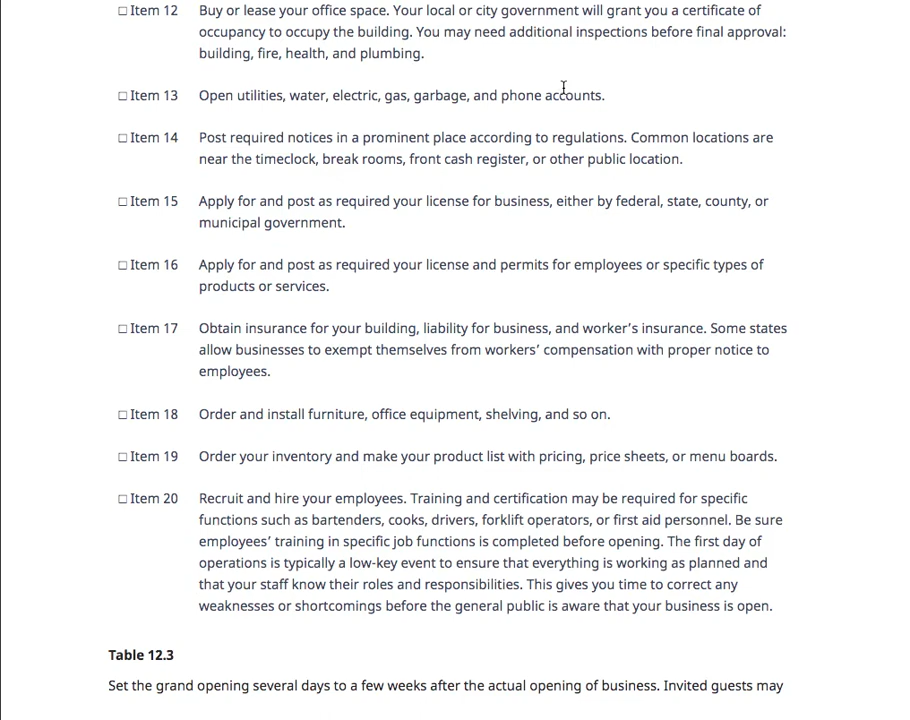 ☐ Item 12 Buy or lease your office space. Your local or city government will grant you a certificate of
occupancy to occupy the building. You may need additional inspections before final approval:
building, fire, health, and plumbing.
☐ Item 13 Open utilities, water, electric, gas, garbage, and phone accounts.
☐ Item 14 Post required notices in a prominent place according to regulations. Common locations are
near the timeclock, break rooms, front cash register, or other public location.
☐ Item 15 Apply for and post as required your license for business, either by federal, state, county, or
municipal government.
☐ Item 16 Apply for and post as required your license and permits for employees or specific types of
products or services.
☐ Item 17 Obtain insurance for your building, liability for business, and worker’s insurance. Some states
allow businesses to exempt themselves from workers’ compensation with proper notice to
employees.
☐ Item 18 Order and install furniture, office equipment, shelving, and so on.
☐ Item 19 Order your inventory and make your product list with pricing, price sheets, or menu boards.
☐ Item 20 Recruit and hire your employees. Training and certification may be required for specific
functions such as bartenders, cooks, drivers, forklift operators, or first aid personnel. Be sure
employees’ training in specific job functions is completed before opening. The first day of
operations is typically a low-key event to ensure that everything is working as planned and
that your staff know their roles and responsibilities. This gives you time to correct any
weaknesses or shortcomings before the general public is aware that your business is open.
Table 12.3
Set the grand opening several days to a few weeks after the actual opening of business. Invited guests may